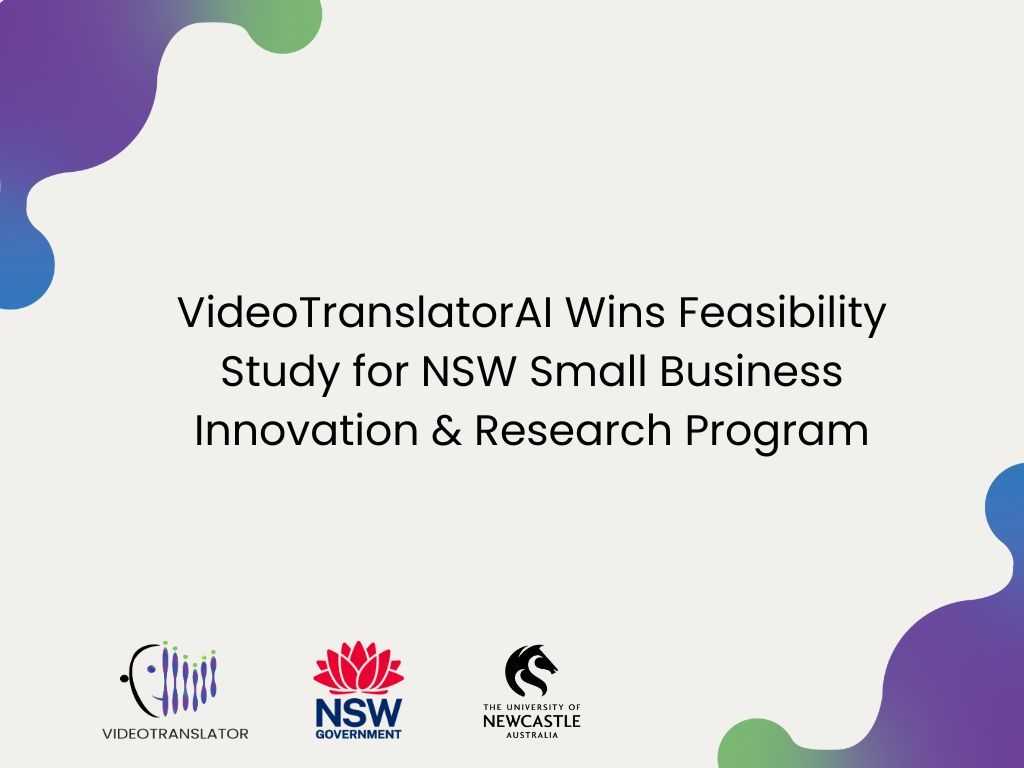 VideoTranslatorAI Wins Feasibility
Study for NSW Small Business
Innovation & Research Program
VIDEOTRANSLATOR
NSW
GOVERNMENT
THE UNIVERSITY OF
NEWCASTLE
AUSTRALIA